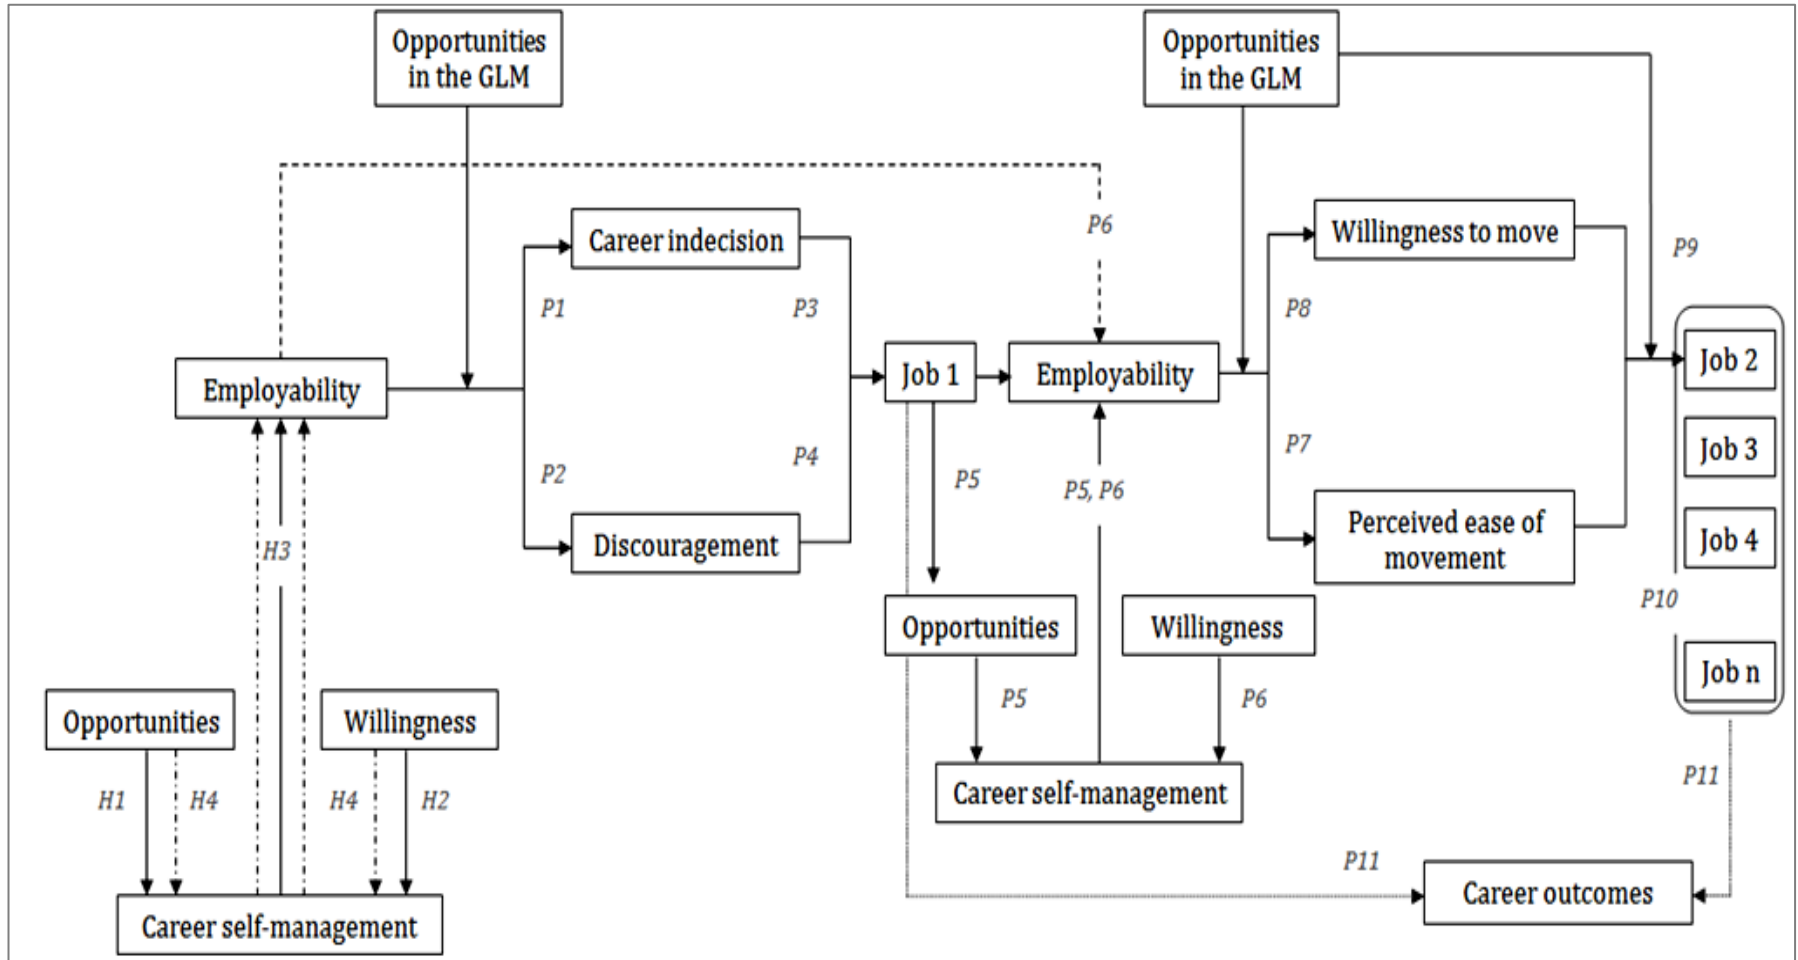 Opportunities
in the GLM
Opportunities
in the GLM
P6
Career indecision
Willingness to move
P9
P1
P3
P8
Employability
Job 1
Employability
Job 2
P2
P4
P5
P5, P6
P7
Job 3
H3
Discouragement
Perceived ease of
movement
Job 4
P10
Opportunities
Willingness
Job n
Opportunities
Willingness
P5
P6
H1
H4
H4
H2
Career self-management
P11
P11
Career self-management
Career outcomes